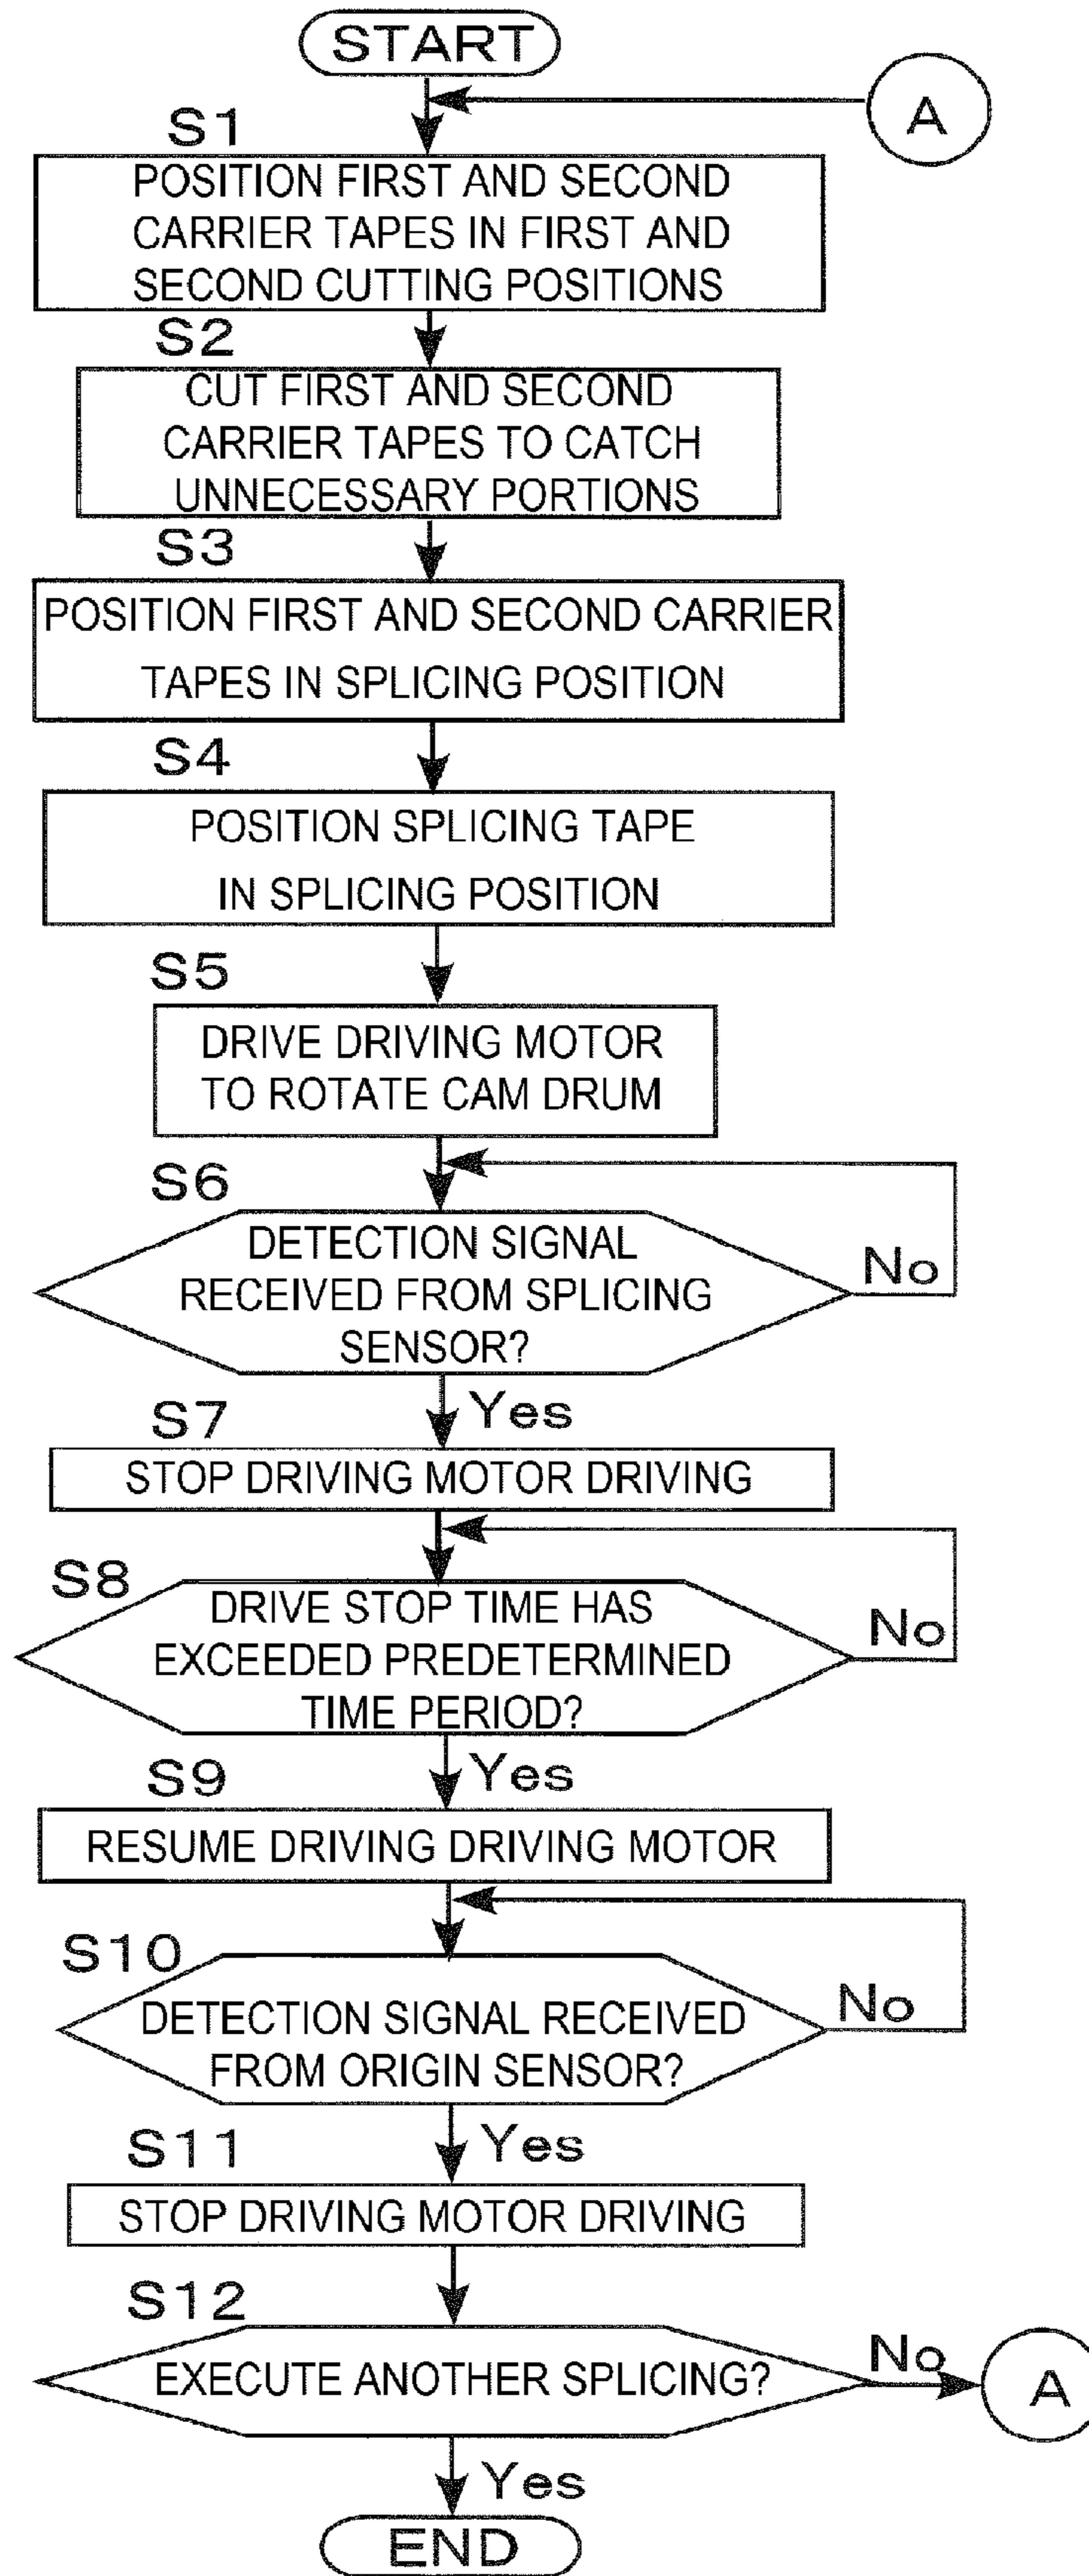 START
A
S1
POSITION FIRST AND SECOND
CARRIER TAPES IN FIRST AND
SECOND CUTTING POSITIONS
S2
CUT FIRST AND SECOND
CARRIER TAPES TO CATCH
UNNECESSARY PORTIONS
S3
POSITION FIRST AND SECOND CARRIER
TAPES IN SPLICING POSITION
S4
POSITION SPLICING TAPE
IN SPLICING POSITION
S5
DRIVE DRIVING MOTOR
TO ROTATE CAM DRUM
S6
DETECTION SIGNAL
RECEIVED FROM SPLICING
SENSOR?
No
Yes
S7
STOP DRIVING MOTOR DRIVING
S8
DRIVE STOP TIME HAS
EXCEEDED PREDETERMINED
TIME PERIOD?
No
Yes
S9
RESUME DRIVING DRIVING MOTOR
S10
DETECTION SIGNAL RECEIVED
FROM ORIGIN SENSOR?
No
Yes
S11
STOP DRIVING MOTOR DRIVING
S12
EXECUTE ANOTHER SPLICING?
No
A
Yes
END